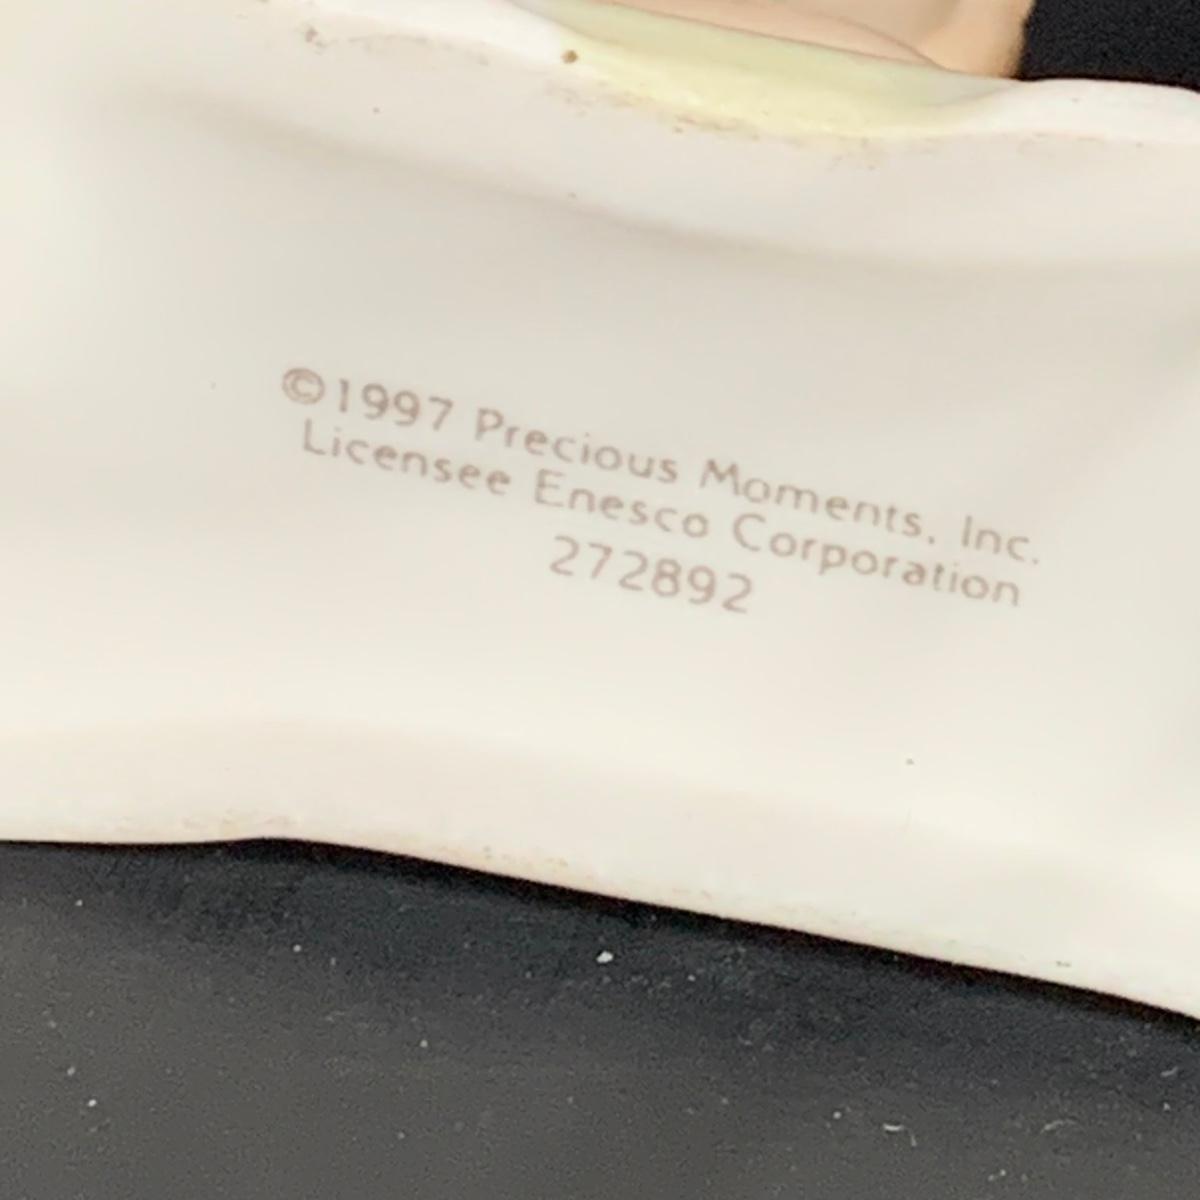 ©1997 Precious Moments, Inc.
Licensee Enesco Corporation
272892